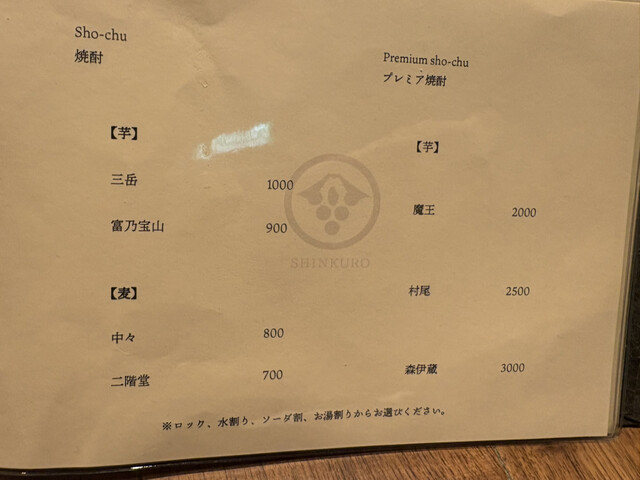 Sho-chu
焼酎
【芋】
三岳 1000
富乃宝山 900
【麦】
中々 800
二階堂 700
Premium sho-chu
プレミア焼酎
【芋】
魔王 2000
村尾 2500
森伊蔵 3000
SHINKURO
※ロック、水割り、ソーダ割、お湯割りからお選びください。